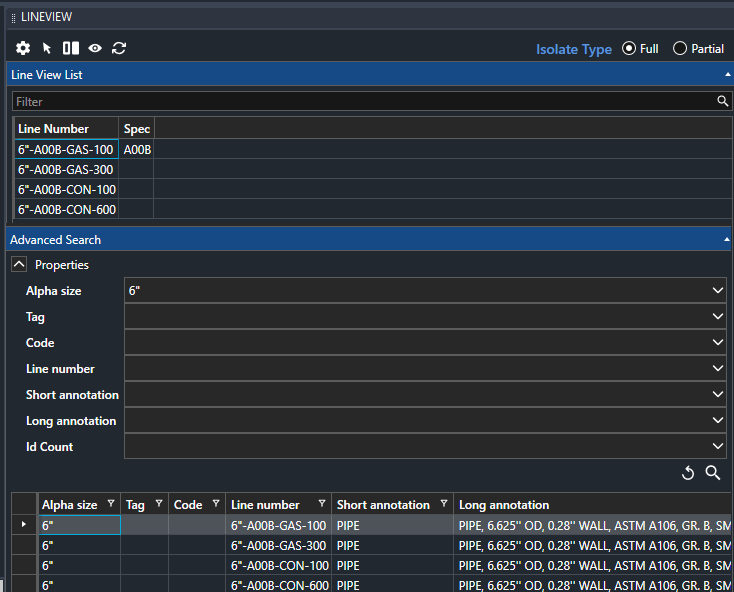 LINEVIEW
Isolate Type Full Partial
Line View List
Filter
Line Number Spec
6"-A00B-GAS-100 A00B
6"-A00B-GAS-300
6"-A00B-CON-100
6"-A00B-CON-600
Advanced Search
Properties
Alpha size 6"
Tag
Code
Line number
Short annotation
Long annotation
Id Count
Alpha size Tag Code Line number Short annotation Long annotation
6" 6"-A00B-GAS-100 PIPE PIPE, 6.625" OD, 0.28" WALL, ASTM A106, GR. B, SM
6" 6"-A00B-GAS-300 PIPE PIPE, 6.625" OD, 0.28" WALL, ASTM A106, GR. B, SM
6" 6"-A00B-CON-100 PIPE PIPE, 6.625" OD, 0.28" WALL, ASTM A106, GR. B, SM
6" 6"-A00B-CON-600 PIPE PIPE, 6.625" OD, 0.28" WALL, ASTM A106, GR. B, SM